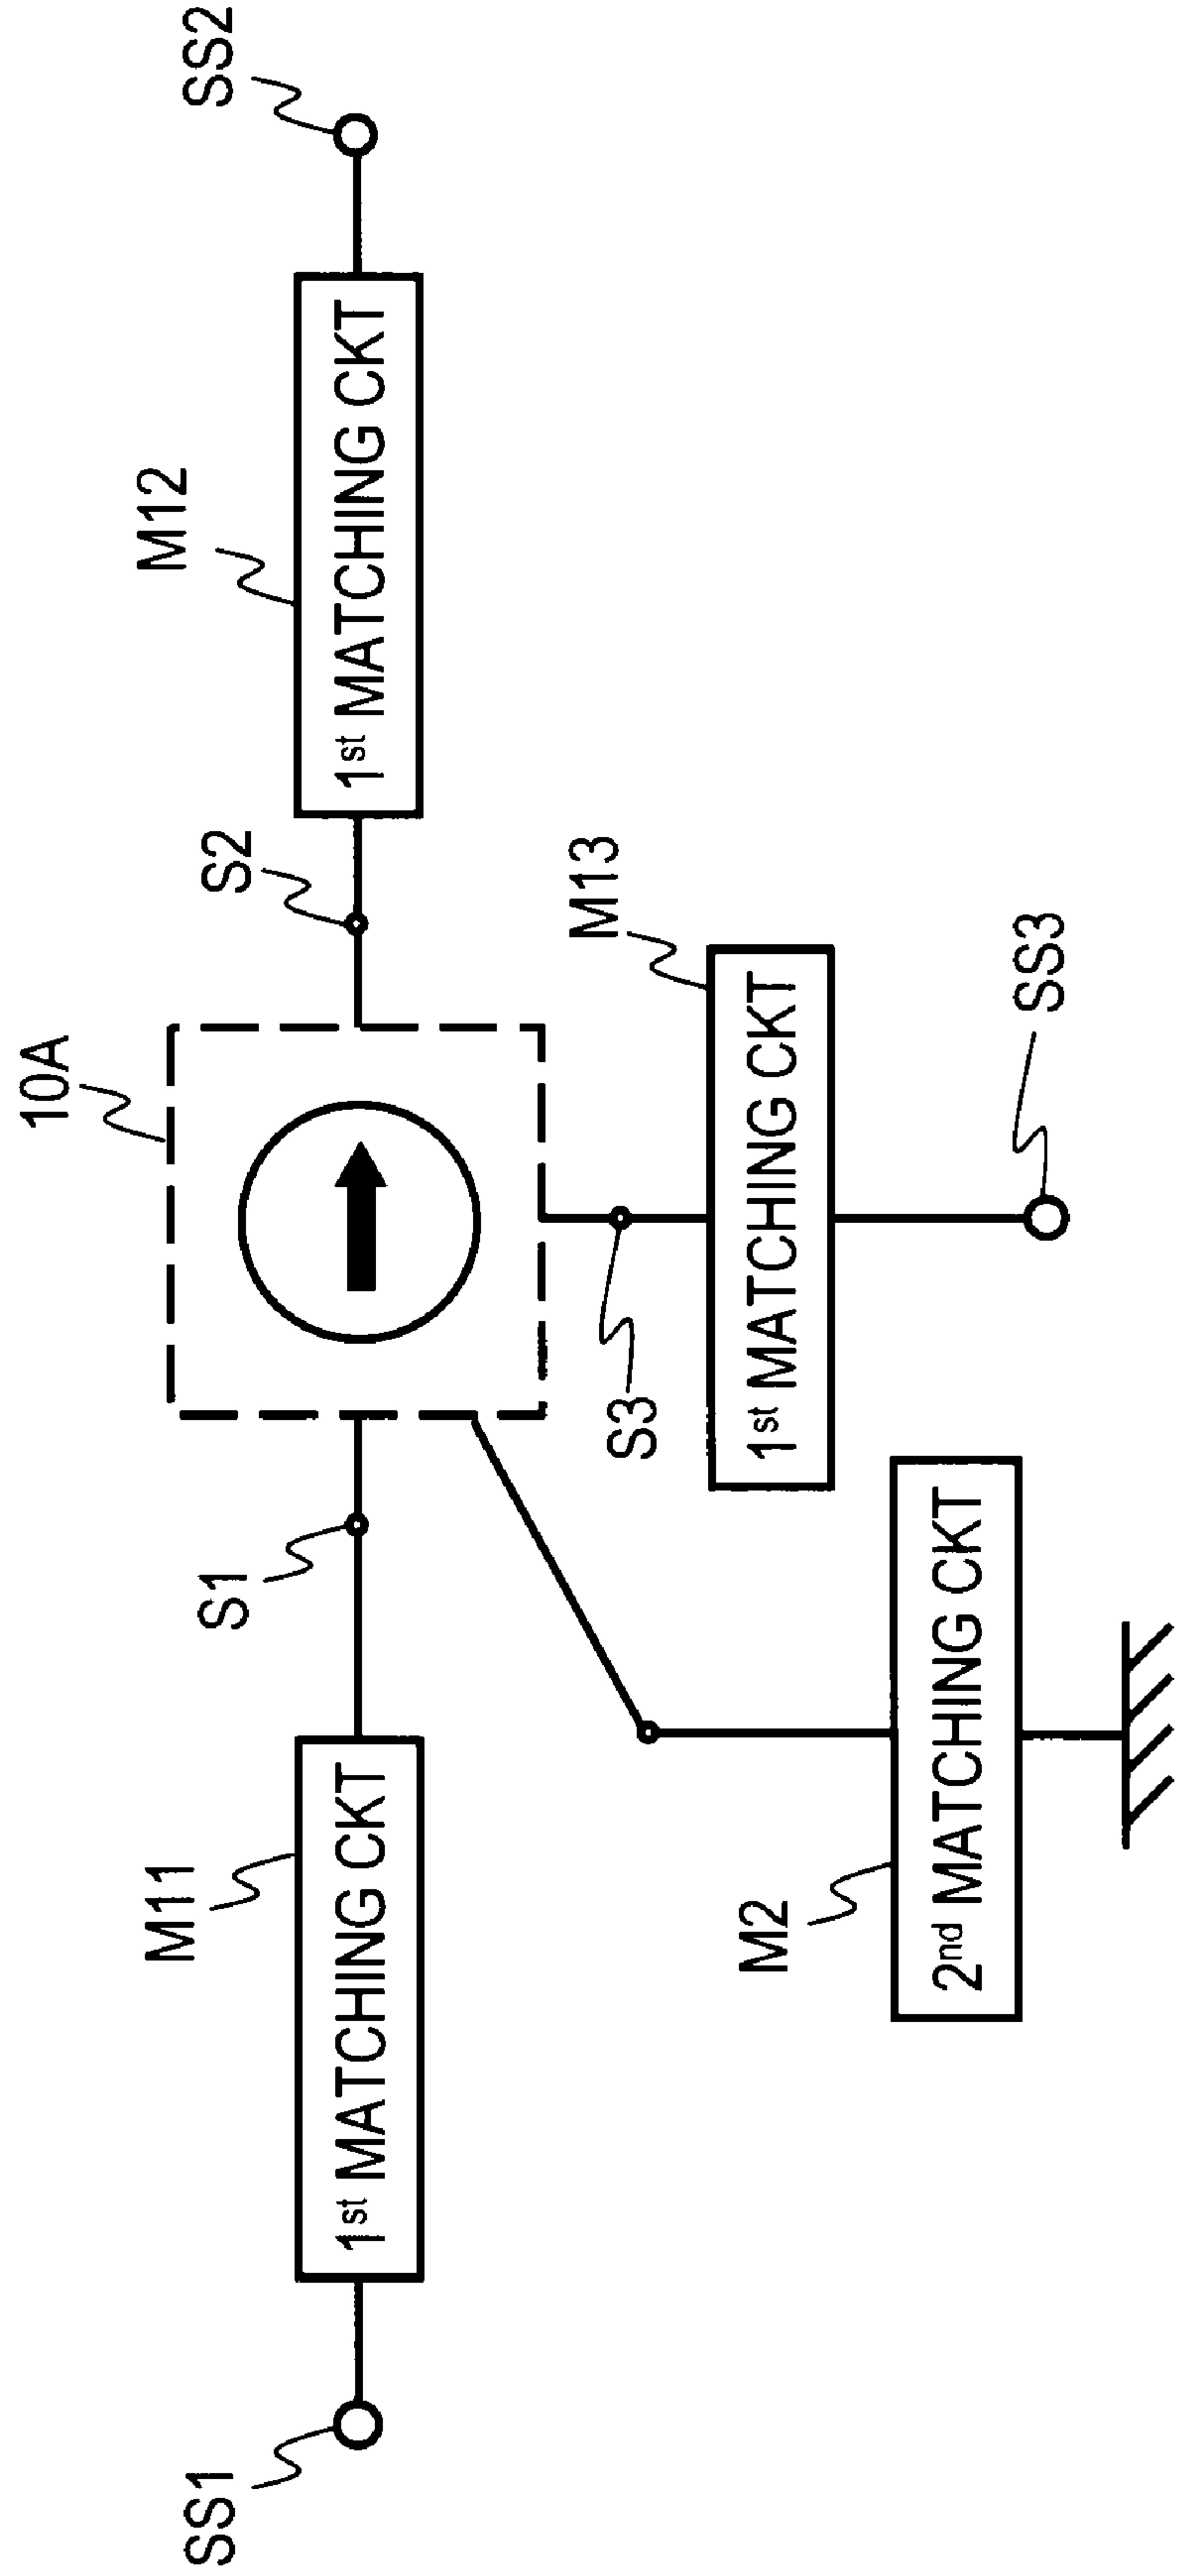 10A
SS1
M11
S1
S2
M12
SS2
1st MATCHING CKT
1st MATCHING CKT
M13
S3
1st MATCHING CKT
M2
2nd MATCHING CKT
SS3